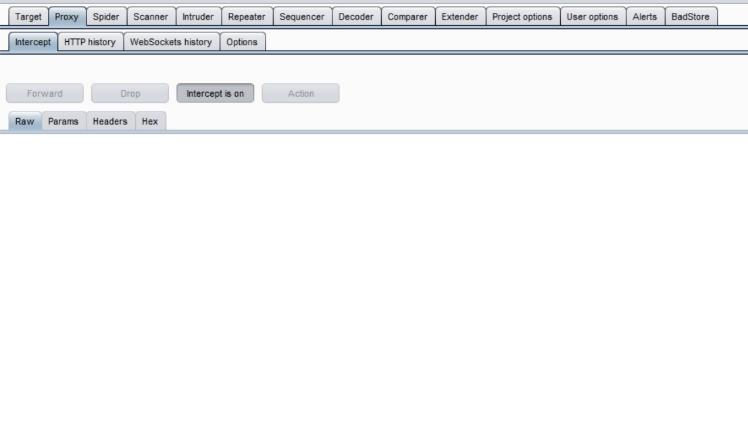 Target Proxy Spider Scanner Intruder Repeater Sequencer Decoder Comparer Extender Project options User options Alerts BadStore
Intercept HTTP history WebSockets history Options
Forward Drop Intercept is on Action
Raw Params Headers Hex